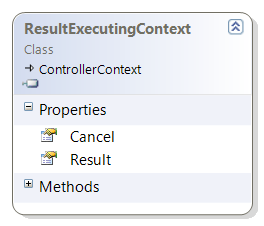 ResultExecutingContext
Class
ControllerContext
Properties
Cancel
Result
Methods